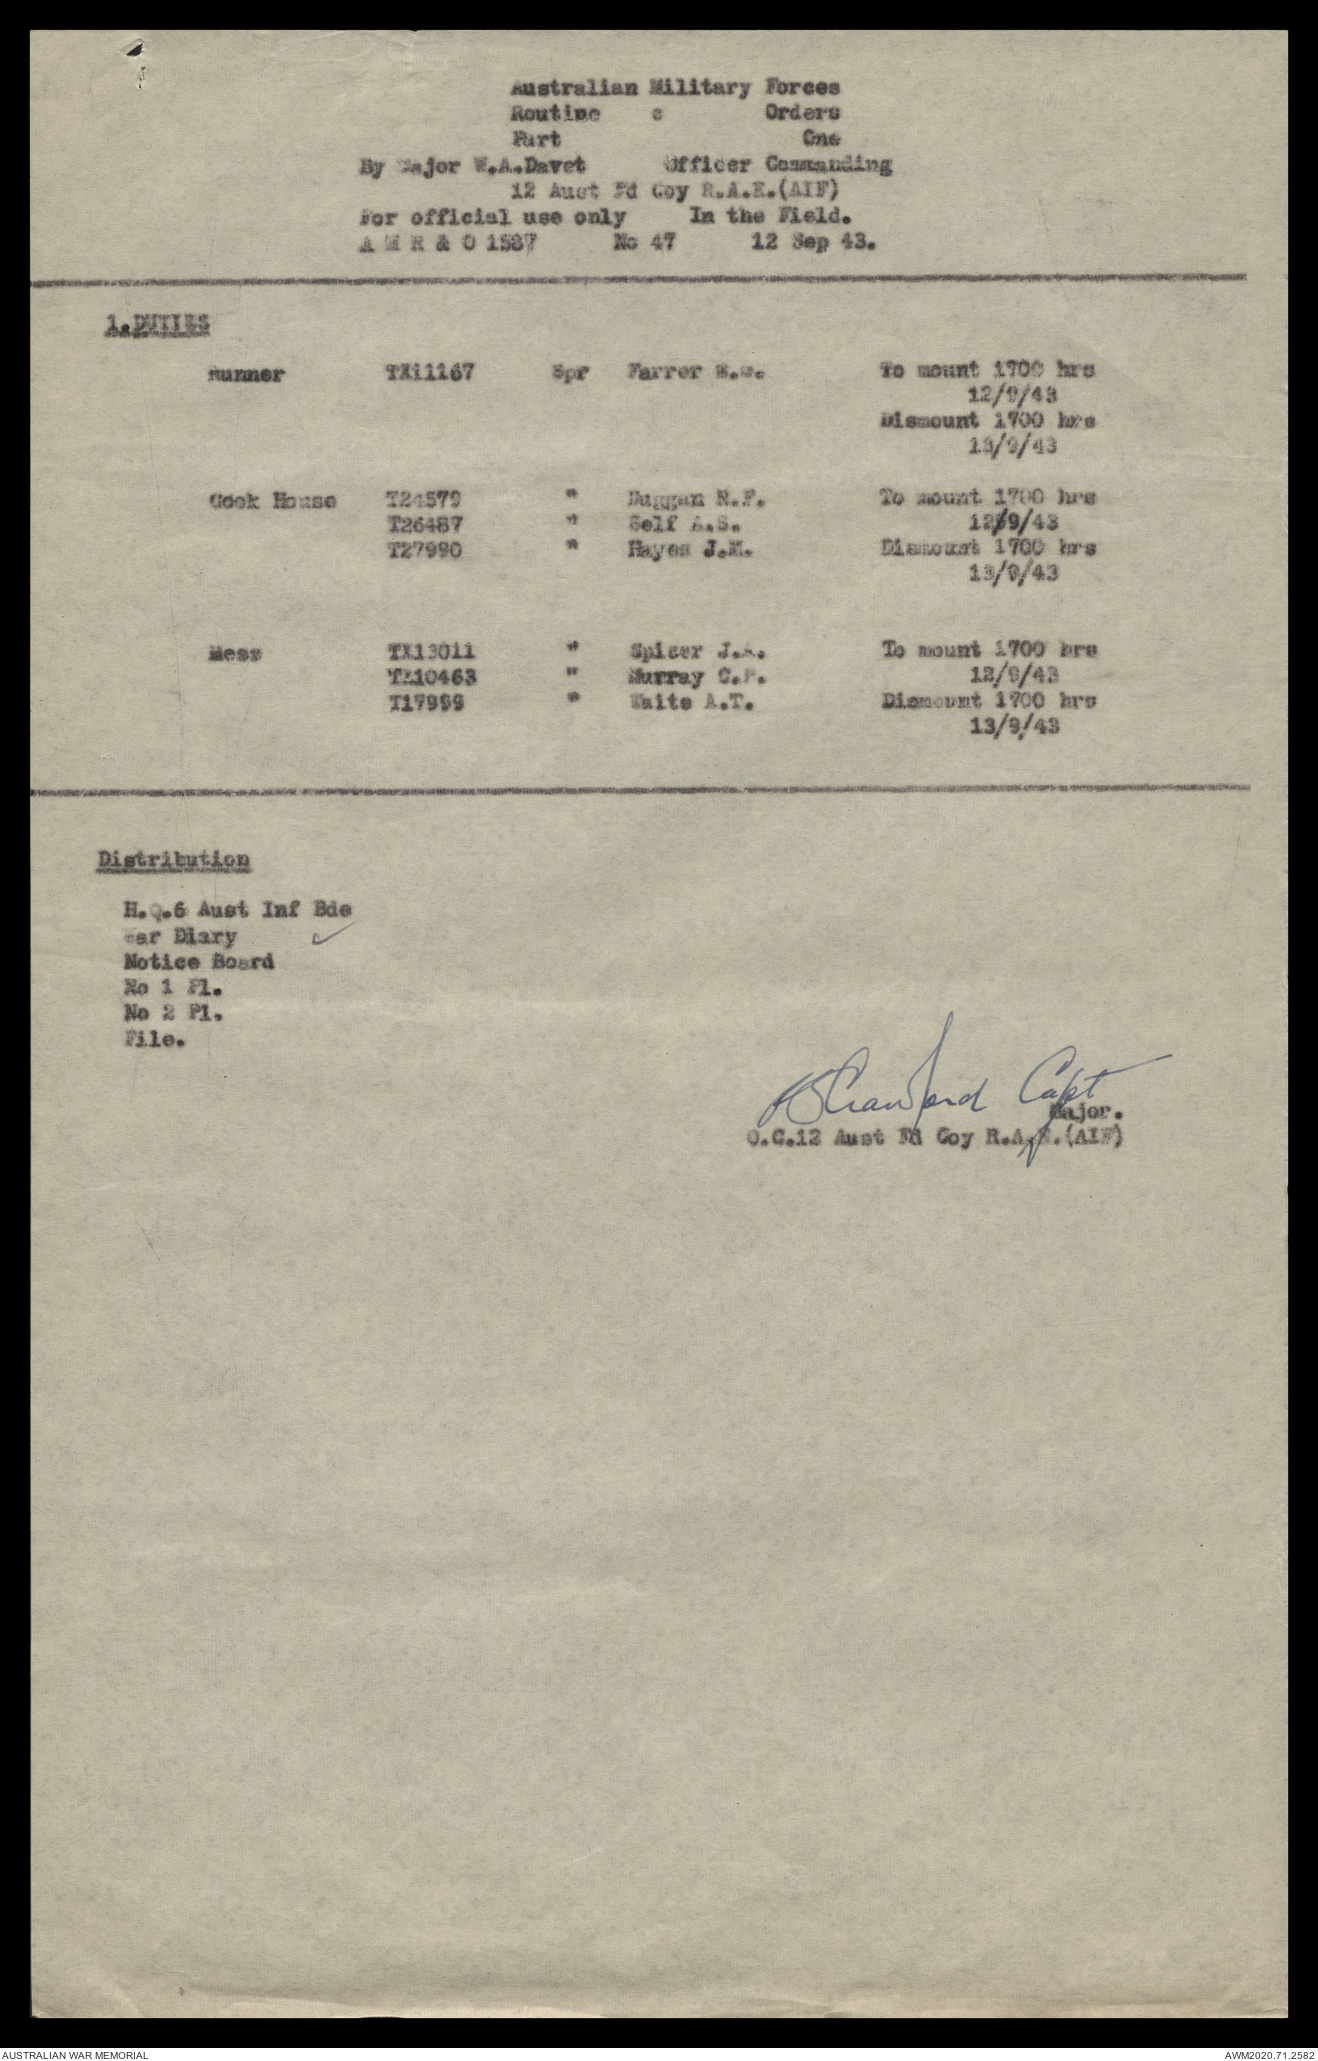 Australian Military Forces
Routine c Orders
Part One
By Major W.A.Davet Officer Commanding
12 Aust Fd Coy R.A.E.(AIF)
For official use only In the Field.
A M R & O 1587 No 47 12 Sep 43.
1.DUTIES
Runner TX11167 Spr Farrer To mount 1700 hrs
12/9/43
Dismount 1700 hrs
13/9/43
Cook House T24579 " Duggan R.F. To mount 1700 hrs
T26487 " Self A.S. 12/9/43
T27990 " Hayes J.M. Dismount 1700 hrs
13/9/43
Mess TX13011 " Spicer To mount 1700 hrs
TX10463 " Murray C.F. 12/9/43
T17999 " Waite A.T. Dismount 1700 hrs
13/9/43
Distribution
H.Q.6 Aust Inf Bde
War Diary ✓
Notice Board
No 1 Pl.
No 2 Pl.
File.
Crawford Capt
Major.
O.C.12 Aust Fd Coy R.A.E.(AIF)
AUSTRALIAN WAR MEMORIAL AWM2020.71.2582